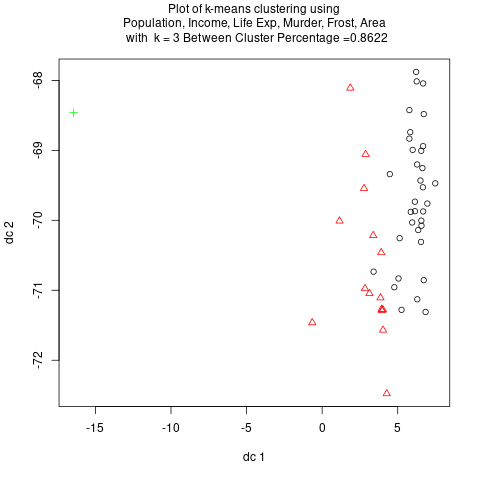 Plot of k-means clustering using
Population, Income, Life Exp, Murder, Frost, Area
with k = 3 Between Cluster Percentage =0.8622
-68
-69
-70
-71
-72
dc 2
-15 -10 -5 0 5
dc 1